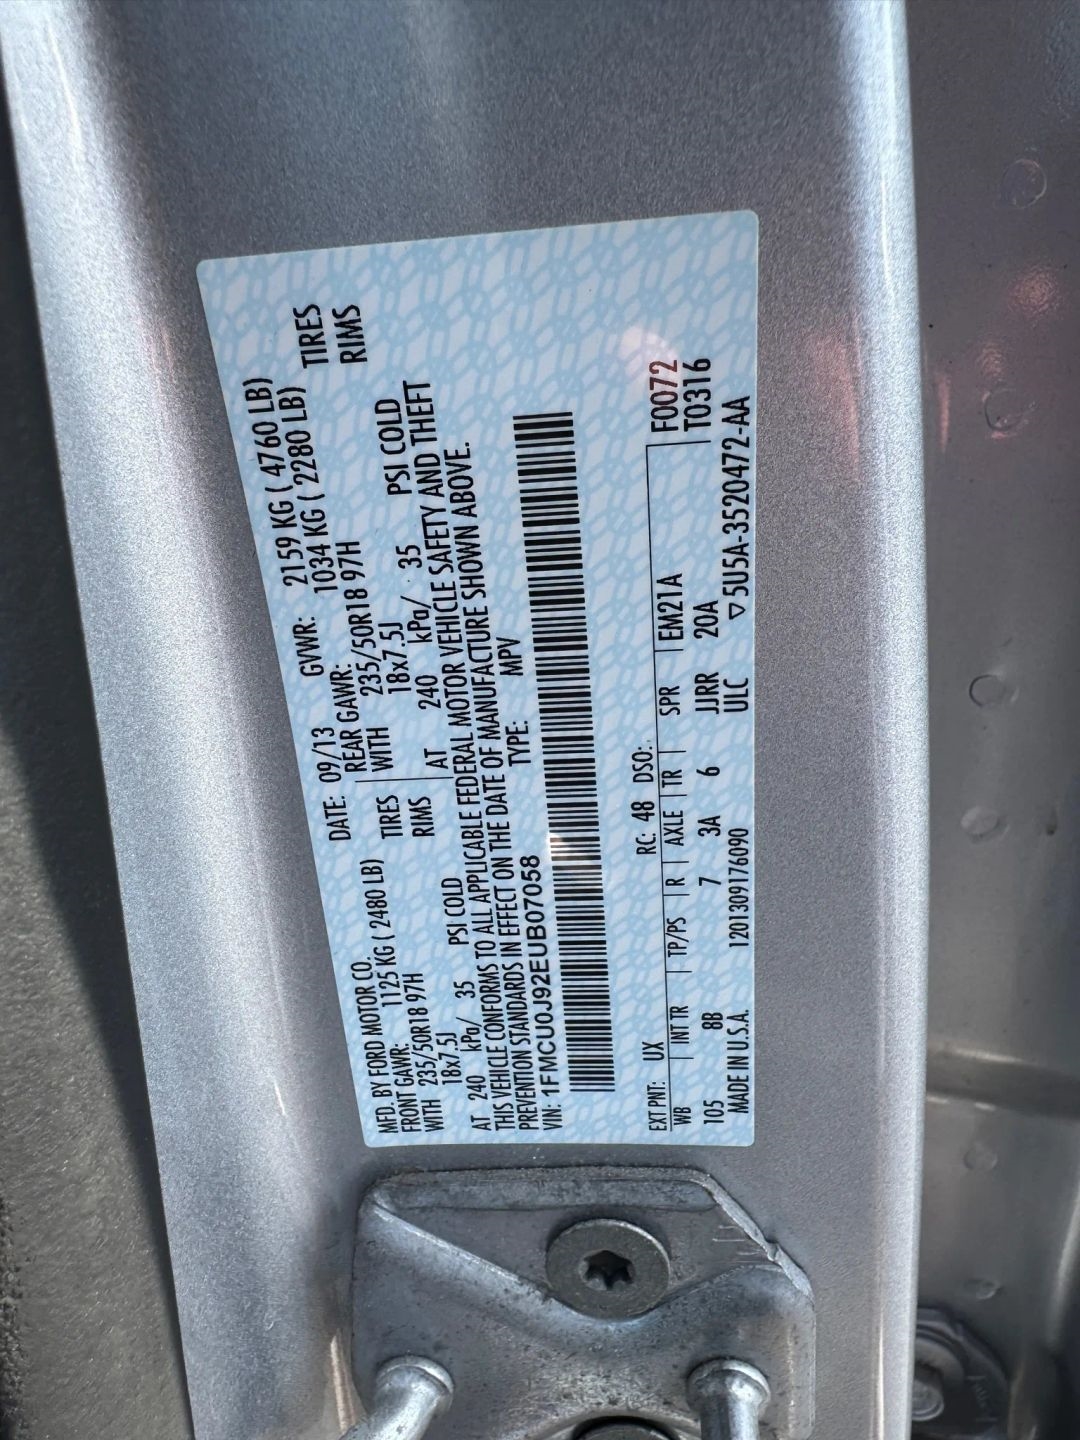 MFD. BY FORD MOTOR CO. DATE: 09/13 GVWR: 2159 KG ( 4760 LB)
FRONT GAWR: 1125 KG ( 2480 LB) REAR GAWR: 1034 KG ( 2280 LB)
WITH 235/50R18 97H TIRES WITH 235/50R18 97H TIRES
18x7.5J RIMS 18x7.5J RIMS
AT 240 kPa/ 35 PSI COLD AT 240 kPa/ 35 PSI COLD
THIS VEHICLE CONFORMS TO ALL APPLICABLE FEDERAL MOTOR VEHICLE SAFETY AND THEFT
PREVENTION STANDARDS IN EFFECT ON THE DATE OF MANUFACTURE SHOWN ABOVE.
VIN: 1FMCU0J92EUB07058 TYPE: MPV
EXT PNT: UX RC: 48 DSO: F0072
WB INT TR TP/PS R AXLE TR SPR EM21A T0316
105 8B 7 3A 6 JJRR 20A
MADE IN U.S.A. 1201309176090 ULC ▽5U5A-3520472-AA